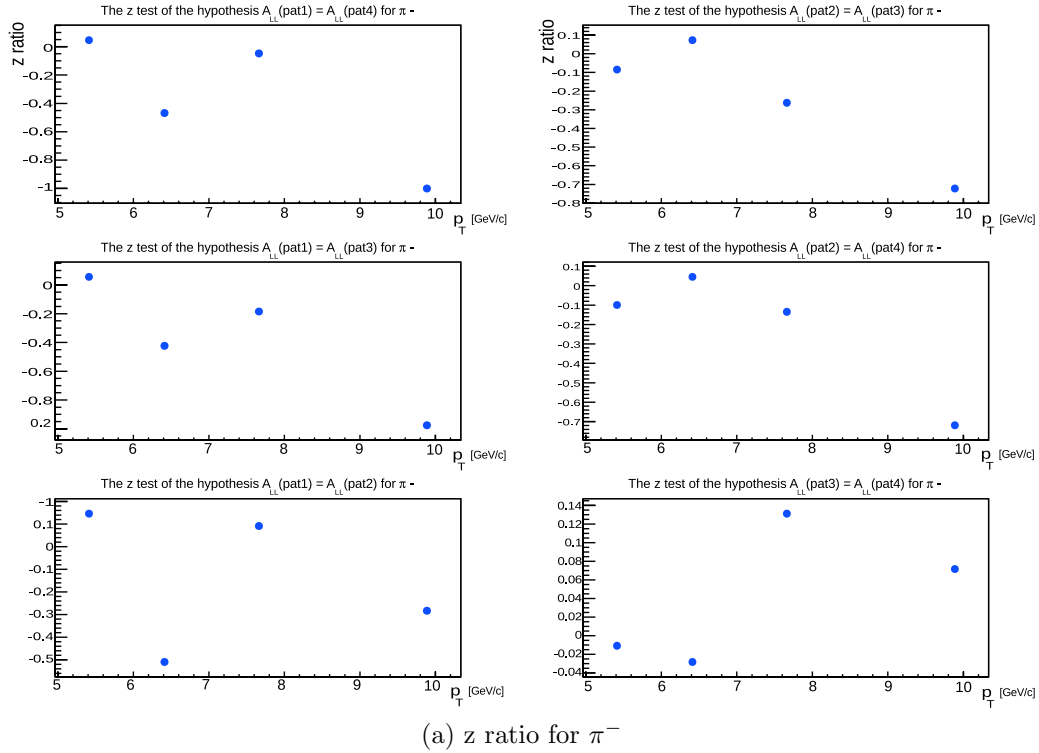 The z test of the hypothesis A_LL(pat1) = A_LL(pat4) for π -
z ratio
0
-0.2
-0.4
-0.6
-0.8
-1
5 6 7 8 9 10
p_T [GeV/c]
The z test of the hypothesis A_LL(pat2) = A_LL(pat3) for π -
z ratio
0.1
0
-0.1
-0.2
-0.3
-0.4
-0.5
-0.6
-0.7
-0.8
5 6 7 8 9 10
p_T [GeV/c]
The z test of the hypothesis A_LL(pat1) = A_LL(pat3) for π -
0
-0.2
-0.4
-0.6
-0.8
0.2
5 6 7 8 9 10
p_T [GeV/c]
The z test of the hypothesis A_LL(pat2) = A_LL(pat4) for π -
0.1
0
-0.1
-0.2
-0.3
-0.4
-0.5
-0.6
-0.7
5 6 7 8 9 10
p_T [GeV/c]
The z test of the hypothesis A_LL(pat1) = A_LL(pat2) for π -
-1
0.1
0
-0.1
-0.2
-0.3
-0.4
-0.5
5 6 7 8 9 10
p_T [GeV/c]
The z test of the hypothesis A_LL(pat3) = A_LL(pat4) for π -
0.14
0.12
0.1
0.08
0.06
0.04
0.02
0
-0.02
-0.04
5 6 7 8 9 10
p_T [GeV/c]
(a) z ratio for π⁻